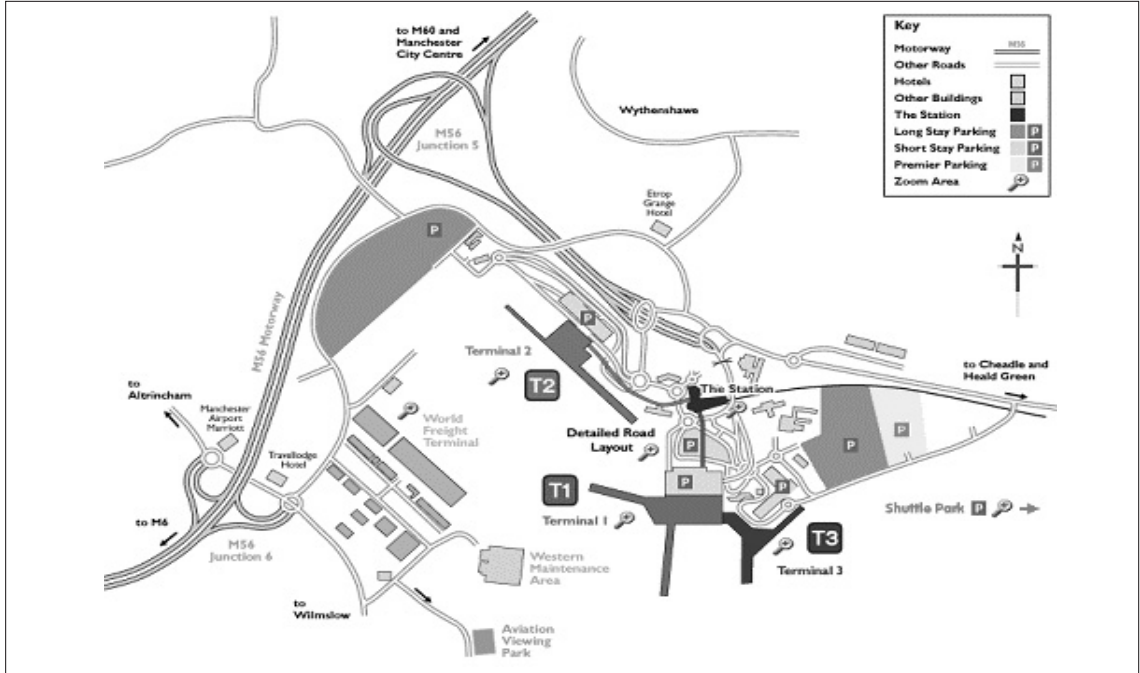 to M60 and
Manchester
City Centre
Key
Motorway
M56
Other Roads
Hotels
Other Buildings
The Station
Long Stay Parking
P
Short Stay Parking
P
Premier Parking
P
Zoom Area
Wythenshawe
M56
Junction 5
Etrop
Grange
Hotel
N
P
M56 Motorway
P
Terminal 2
T2
to Cheadle and
Heald Green
The Station
to
Altrincham
Manchester
Airport
Marriott
World
Freight
Terminal
Detailed Road
Layout
P
P
P
Travellodge
Hotel
P
P
T1
Terminal 1
Shuttle Park
P
to M6
M56
Junction 6
T3
Terminal 3
Western
Maintenance
Area
to
Wilmslow
Aviation
Viewing
Park